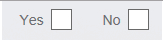 Yes No